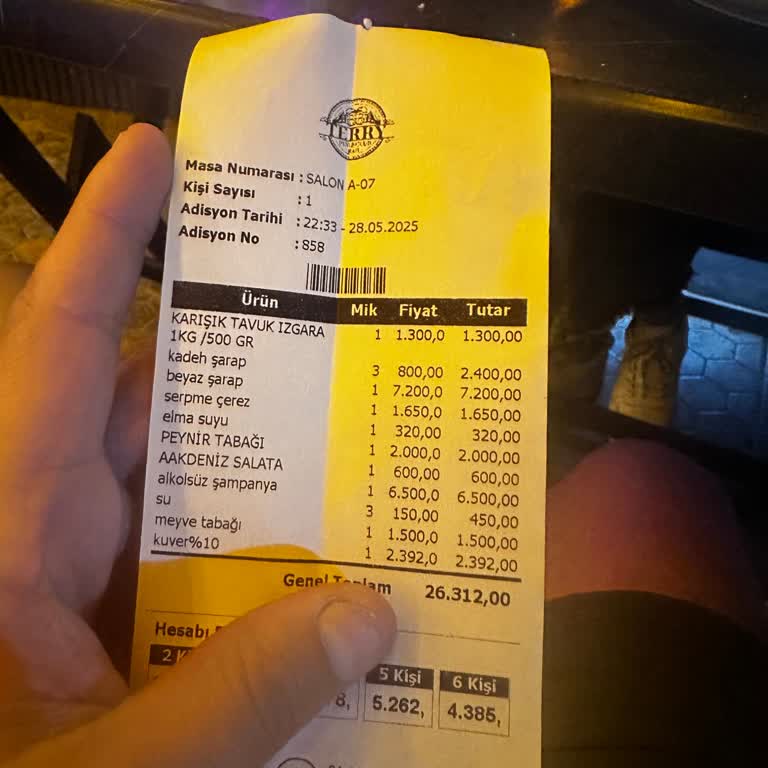 TERRY
Masa Numarası : SALON A-07
Kişi Sayısı : 1
Adisyon Tarihi : 22:33 - 28.05.2025
Adisyon No : 858
Ürün Mik Fiyat Tutar
KARIŞIK TAVUK IZGARA 1 1.300,0 1.300,00
1KG /500 GR
kadeh şarap 3 800,00 2.400,00
beyaz şarap 1 7.200,0 7.200,00
serpme çerez 1 1.650,0 1.650,00
elma suyu 1 320,00 320,00
PEYNİR TABAĞI 1 2.000,0 2.000,00
AAKDENİZ SALATA 1 600,00 600,00
alkolsüz şampanya 1 6.500,0 6.500,00
su 3 150,00 450,00
meyve tabağı 1 1.500,0 1.500,00
kuver%10 1 2.392,0 2.392,00
Genel Toplam 26.312,00
Hesabı
2 5 Kişi 6 Kişi
8, 5.262, 4.385,